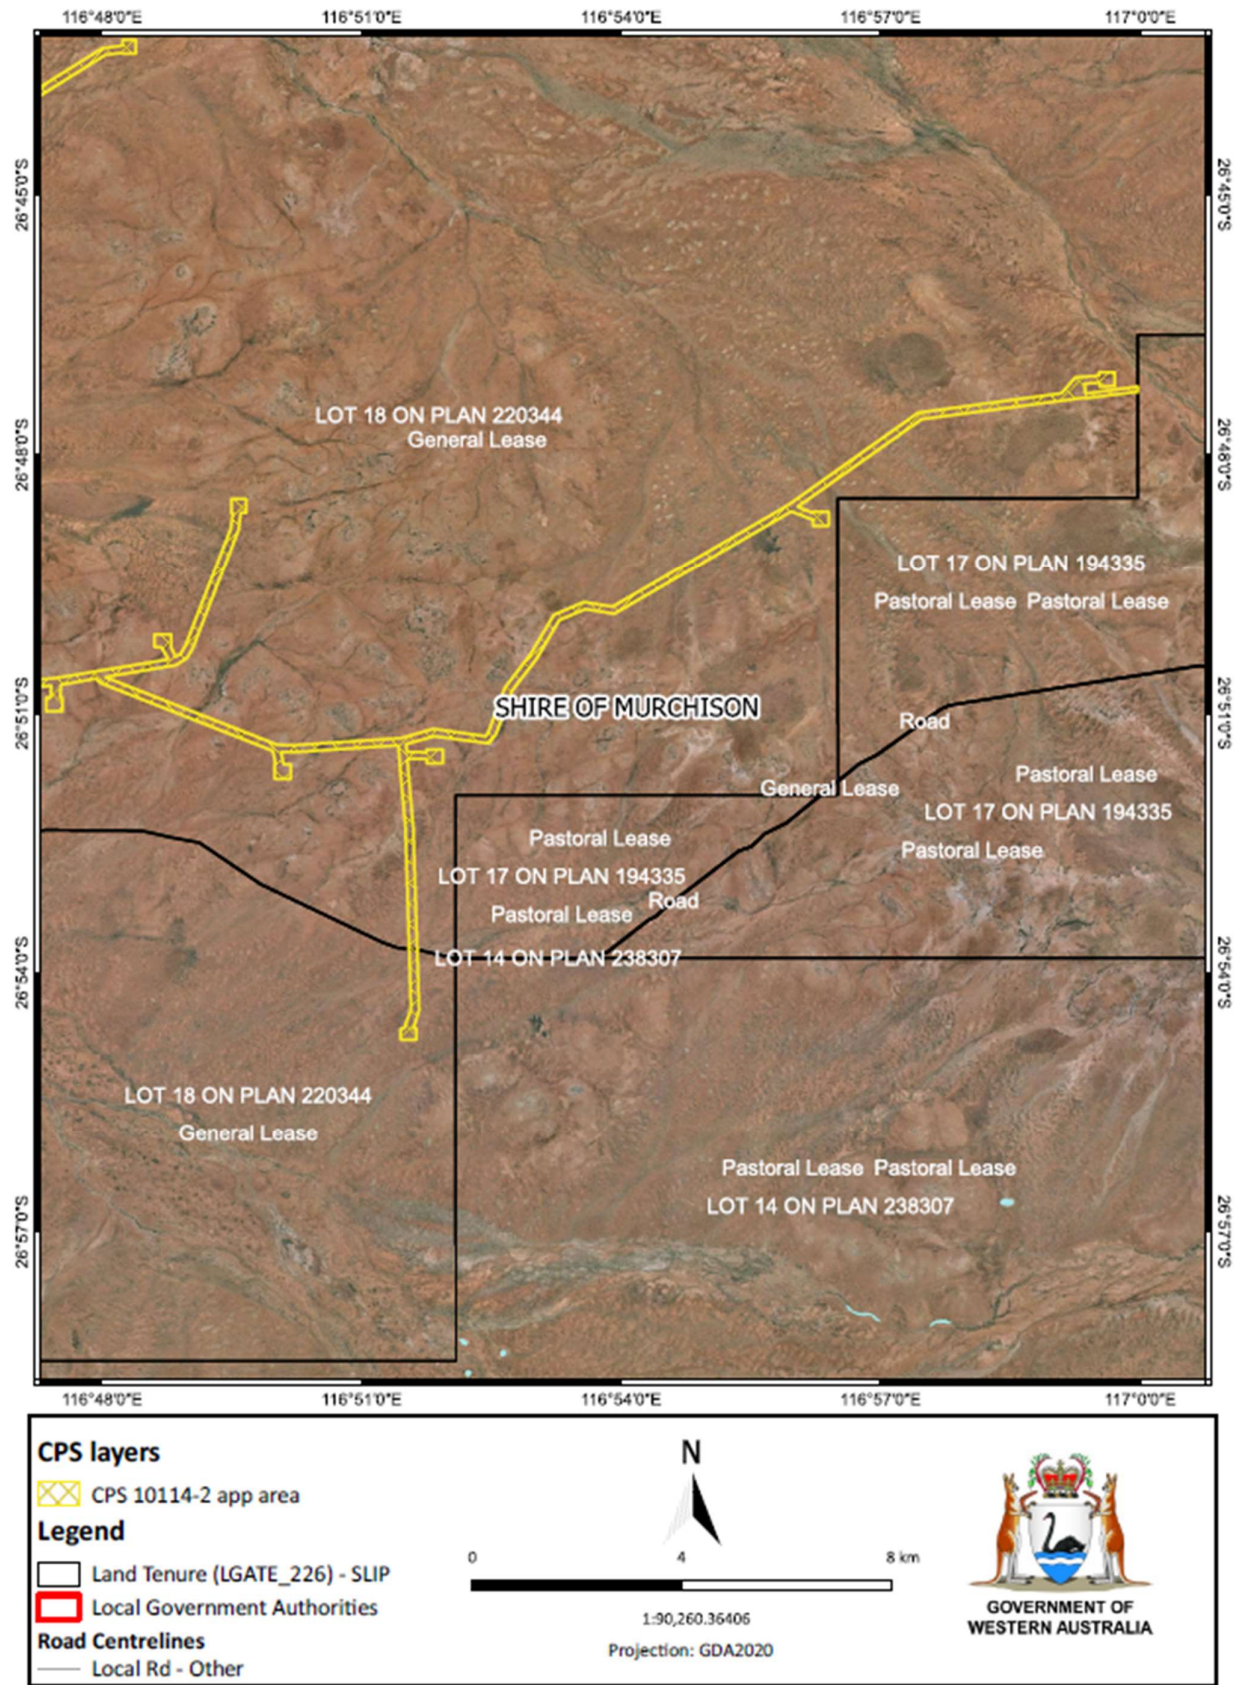 116°48'0"E 116°51'0"E 116°54'0"E 116°57'0"E 117°0'0"E
26°45'0"S 26°45'0"S
LOT 18 ON PLAN 220344
General Lease
26°48'0"S 26°48'0"S
LOT 17 ON PLAN 194335
Pastoral Lease Pastoral Lease
SHIRE OF MURCHISON
26°51'0"S 26°51'0"S
Road
Pastoral Lease
General Lease
LOT 17 ON PLAN 194335
Pastoral Lease
Pastoral Lease
LOT 17 ON PLAN 194335
Road
Pastoral Lease
LOT 14 ON PLAN 238307
26°54'0"S 26°54'0"S
LOT 18 ON PLAN 220344
General Lease
Pastoral Lease Pastoral Lease
LOT 14 ON PLAN 238307
26°57'0"S 26°57'0"S
116°48'0"E 116°51'0"E 116°54'0"E 116°57'0"E 117°0'0"E
CPS layers
CPS 10114-2 app area
Legend
Land Tenure (LGATE_226) - SLIP
Local Government Authorities
Road Centrelines
Local Rd - Other
N
0 4 8 km
1:90,260.36406
Projection: GDA2020
GOVERNMENT OF
WESTERN AUSTRALIA